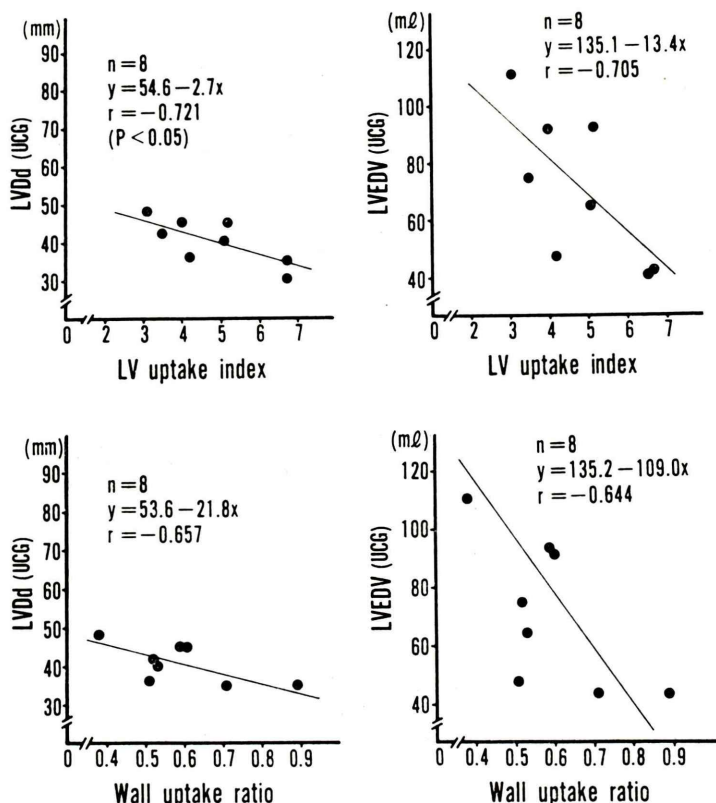 (mm)
90
80
70
60
50
40
30
LVDd (UCG)
n=8
y=54.6−2.7x
r=−0.721
(P<0.05)
0 2 3 4 5 6 7
LV uptake index
(mℓ)
120
100
80
60
40
LVEDV (UCG)
n=8
y=135.1−13.4x
r=−0.705
0 2 3 4 5 6 7
LV uptake index
(mm)
90
80
70
60
50
40
30
LVDd (UCG)
n=8
y=53.6−21.8x
r=−0.657
0 0.4 0.5 0.6 0.7 0.8 0.9
Wall uptake ratio
(mℓ)
120
100
80
60
40
LVEDV (UCG)
n=8
y=135.2−109.0x
r=−0.644
0 0.4 0.5 0.6 0.7 0.8 0.9
Wall uptake ratio